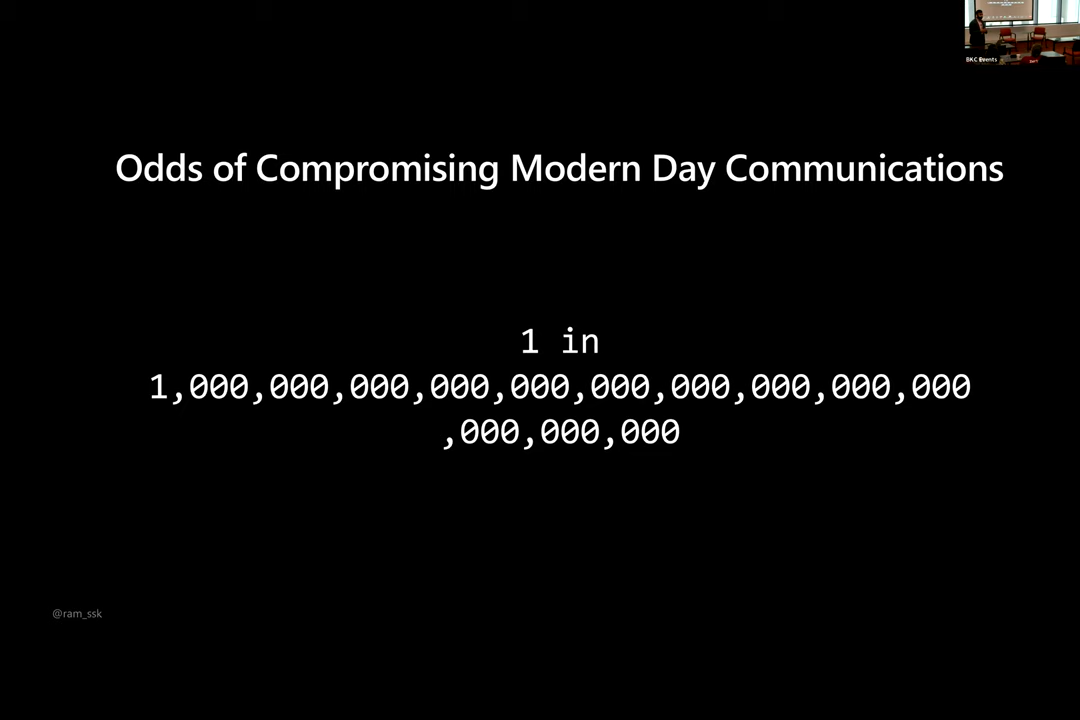 BKC Events
Odds of Compromising Modern Day Communications
1 in
1,000,000,000,000,000,000,000,000,000,000
,000,000,000
@ram_ssk